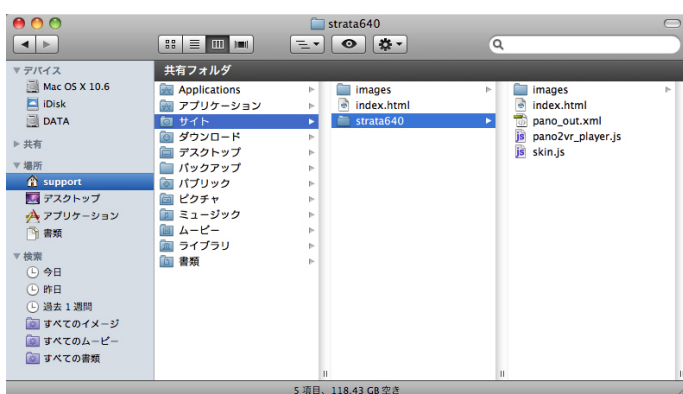 strata640
デバイス
Mac OS X 10.6
iDisk
DATA
共有
場所
support
デスクトップ
アプリケーション
書類
検索
今日
昨日
過去 1 週間
すべてのイメージ
すべてのムービー
すべての書類
共有フォルダ
Applications
アプリケーション
サイト
ダウンロード
デスクトップ
バックアップ
パブリック
ピクチャ
ミュージック
ムービー
ライブラリ
書類
images
index.html
strata640
images
index.html
pano_out.xml
pano2vr_player.js
skin.js
5 項目、118.43 GB 空き